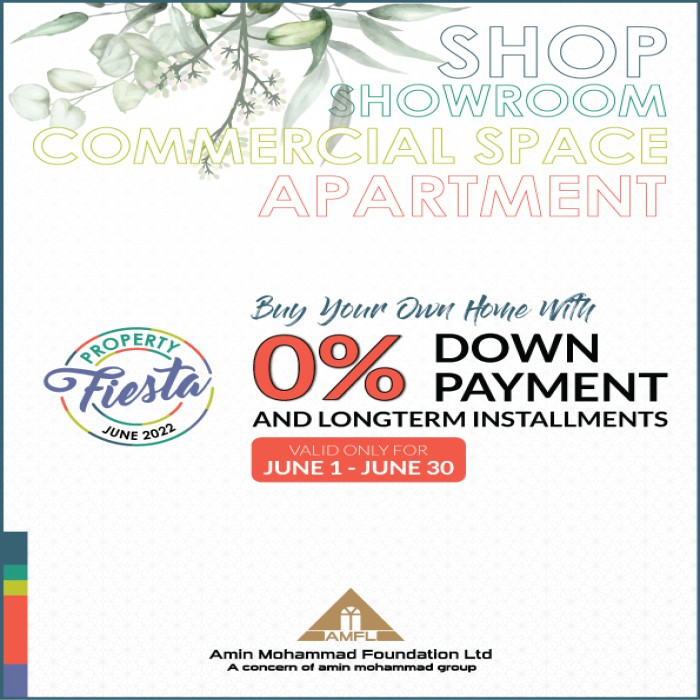 SHOP
SHOWROOM
COMMERCIAL SPACE
APARTMENT
Buy Your Own Home With
0% DOWN
PAYMENT
AND LONGTERM INSTALLMENTS
VALID ONLY FOR
JUNE 1 - JUNE 30
PROPERTY
Fiesta
JUNE 2022
AMFL
Amin Mohammad Foundation Ltd
A concern of amin mohammad group